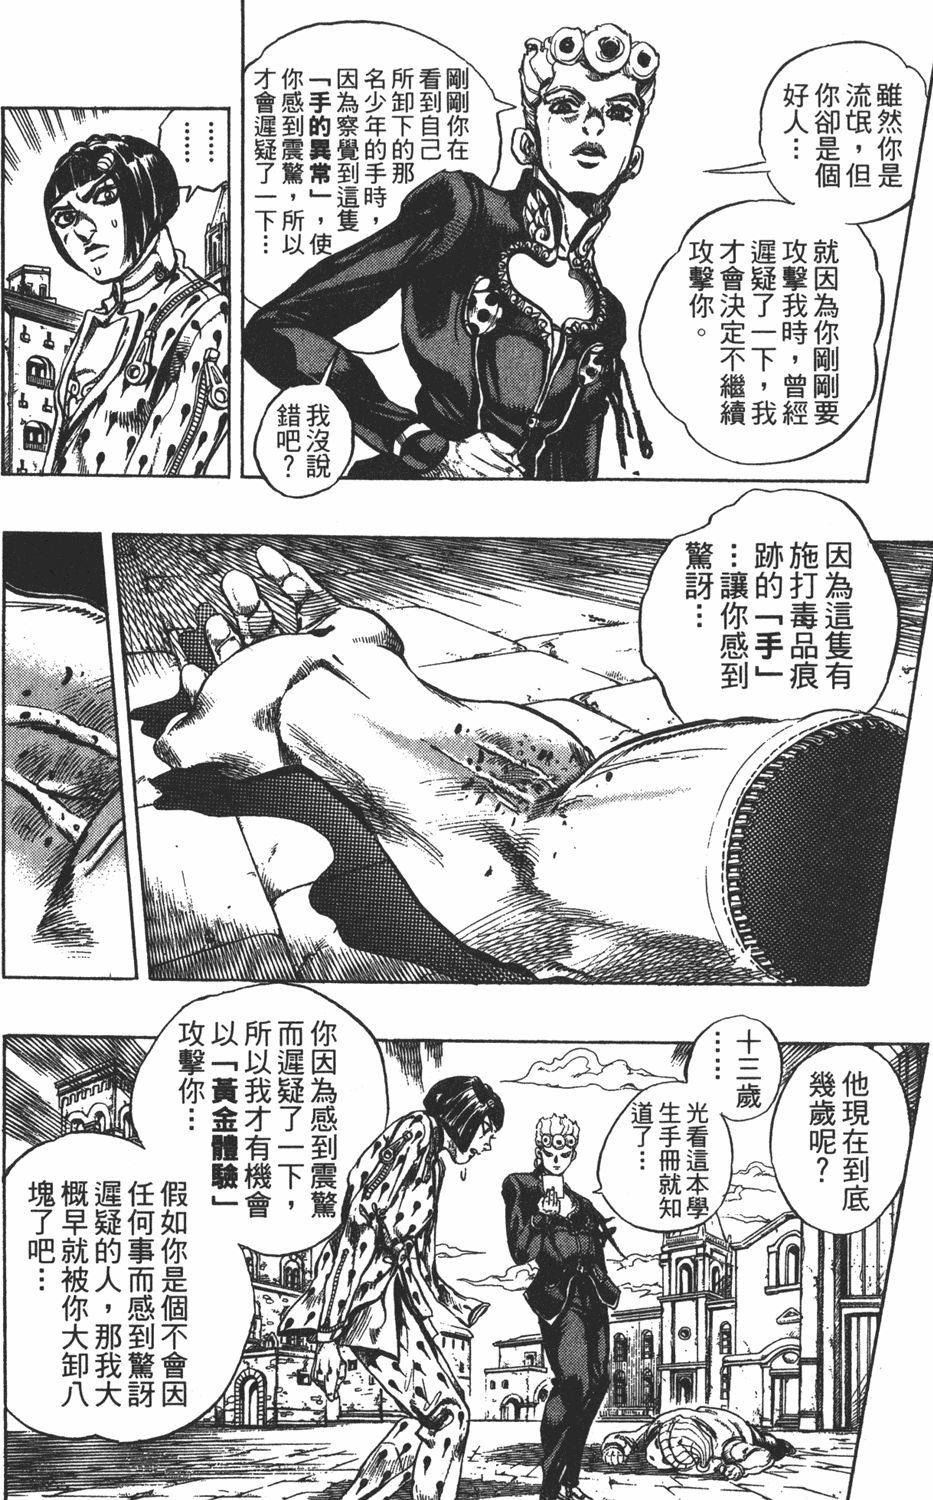 雖然你是
流氓，但
你卻是個
好人…
就因為你剛剛要
攻擊我時，曾經
遲疑了一下，我
才會決定不繼續
攻擊你。
剛剛你在
看到自己
所卸下的那
名少年的手時，
因為察覺到這隻
「手的異常」，使
你感到震驚，所以
才會遲疑了一下…
我沒說
錯吧？
……
……
因為這隻有
施打毒品痕
跡的「手」
…讓你感到
驚訝…
他現在到底
幾歲呢？
十三歲
……
光看這本學
生手冊就知
道了…
你因為感到震驚
而遲疑了一下，
所以我才有機會
以「黃金體驗」
攻擊你…
假如你是個不會因
任何事而感到驚訝
遲疑的人，那我大
概早就被你大卸八
塊了吧…